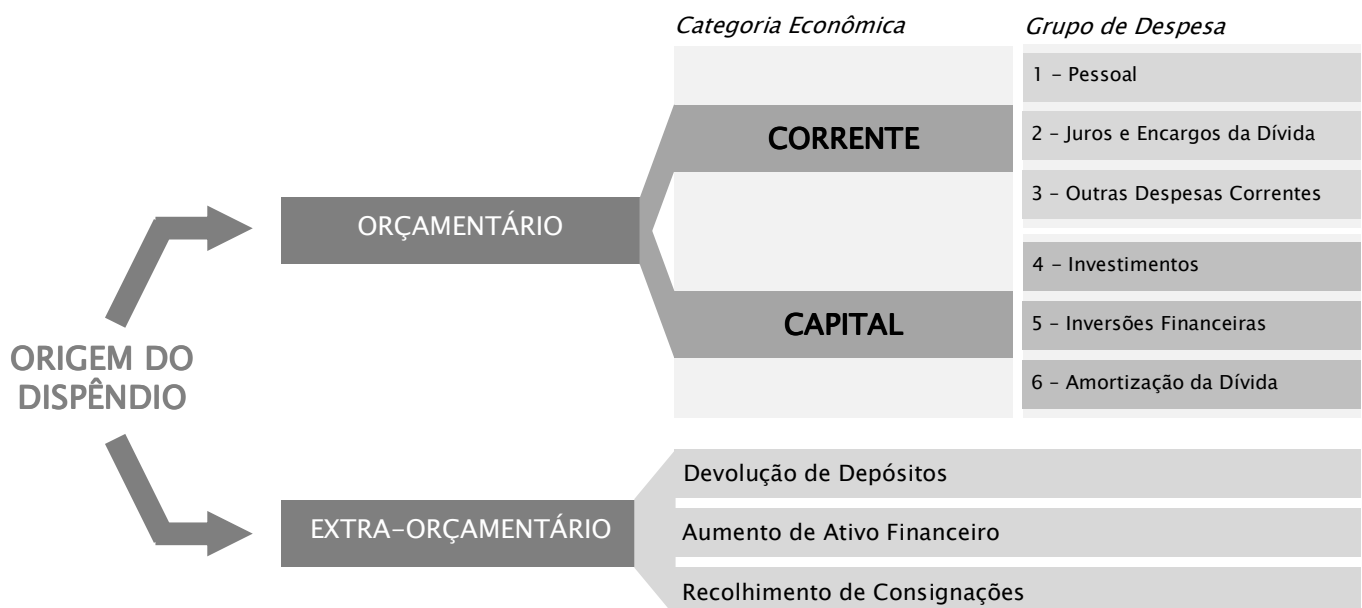 Categoria Econômica
Grupo de Despesa
1 – Pessoal
CORRENTE
2 – Juros e Encargos da Dívida
3 – Outras Despesas Correntes
ORÇAMENTÁRIO
4 – Investimentos
CAPITAL
5 – Inversões Financeiras
6 – Amortização da Dívida
ORIGEM DO
DISPÊNDIO
Devolução de Depósitos
EXTRA-ORÇAMENTÁRIO
Aumento de Ativo Financeiro
Recolhimento de Consignações